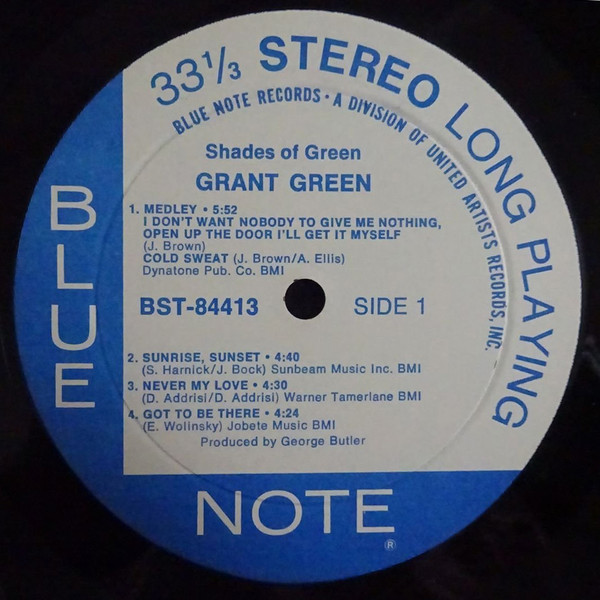 33⅓ STEREO LONG PLAYING
BLUE NOTE RECORDS • A DIVISION OF UNITED ARTISTS RECORDS, INC.
Shades of Green
GRANT GREEN
1. MEDLEY • 5:52
I DON'T WANT NOBODY TO GIVE ME NOTHING,
OPEN UP THE DOOR I'LL GET IT MYSELF
(J. Brown)
COLD SWEAT (J. Brown/A. Ellis)
Dynatone Pub. Co. BMI
BST-84413 SIDE 1
2. SUNRISE, SUNSET • 4:40
(S. Harnick/J. Bock) Sunbeam Music Inc. BMI
3. NEVER MY LOVE • 4:30
(D. Addrisi/D. Addrisi) Warner Tamerlane BMI
4. GOT TO BE THERE • 4:24
(E. Wolinsky) Jobete Music BMI
Produced by George Butler
BLUE
NOTE ®